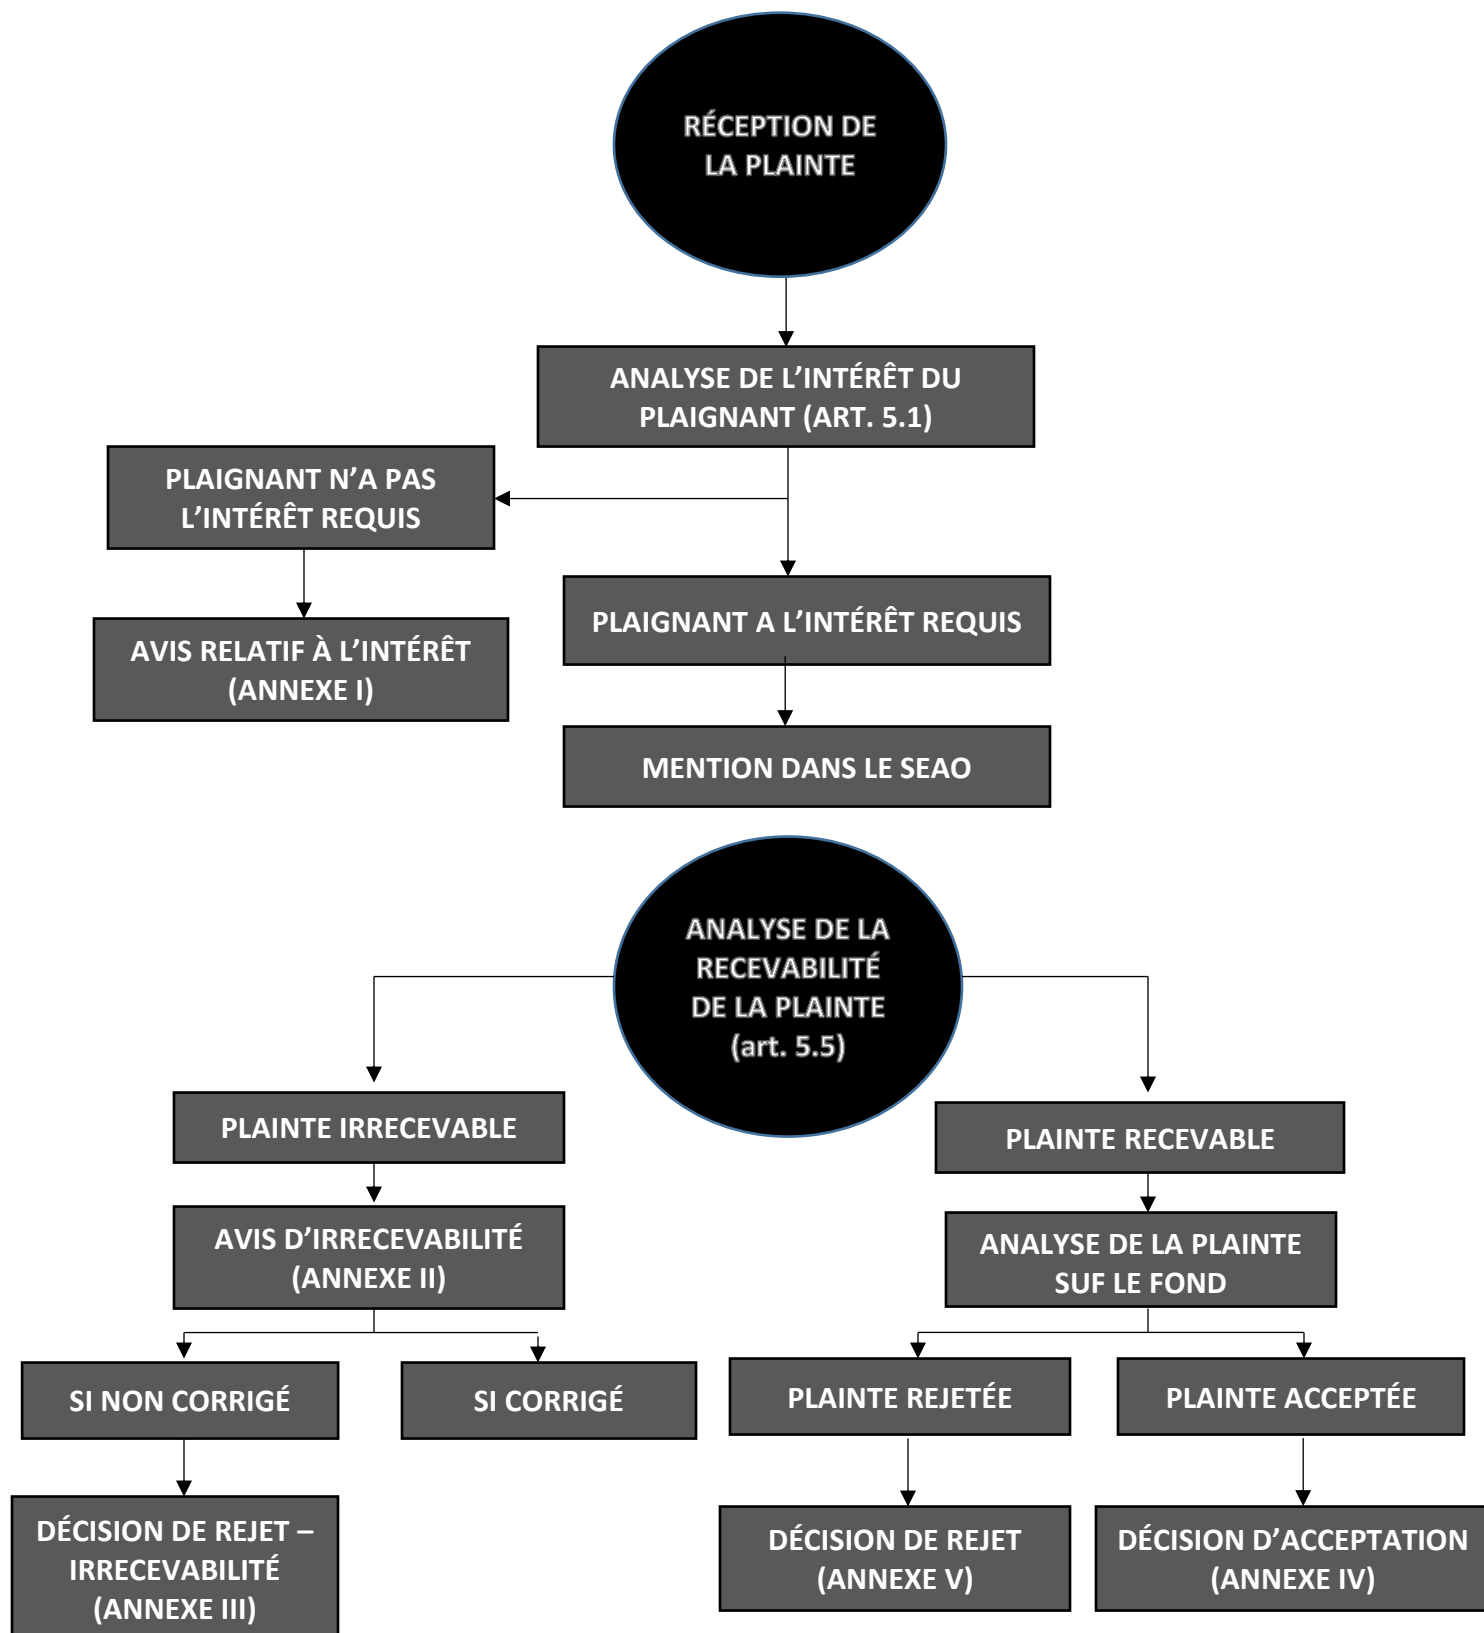 RÉCEPTION DE
LA PLAINTE
ANALYSE DE L’INTÉRÊT DU
PLAIGNANT (ART. 5.1)
PLAIGNANT N’A PAS
L’INTÉRÊT REQUIS
PLAIGNANT A L’INTÉRÊT REQUIS
AVIS RELATIF À L’INTÉRÊT
(ANNEXE I)
MENTION DANS LE SEAO
ANALYSE DE LA
RECEVABILITÉ
DE LA PLAINTE
(art. 5.5)
PLAINTE IRRECEVABLE
PLAINTE RECEVABLE
AVIS D’IRRECEVABILITÉ
(ANNEXE II)
ANALYSE DE LA PLAINTE
SUF LE FOND
SI NON CORRIGÉ
SI CORRIGÉ
PLAINTE REJETÉE
PLAINTE ACCEPTÉE
DÉCISION DE REJET –
IRRECEVABILITÉ
(ANNEXE III)
DÉCISION DE REJET
(ANNEXE V)
DÉCISION D’ACCEPTATION
(ANNEXE IV)